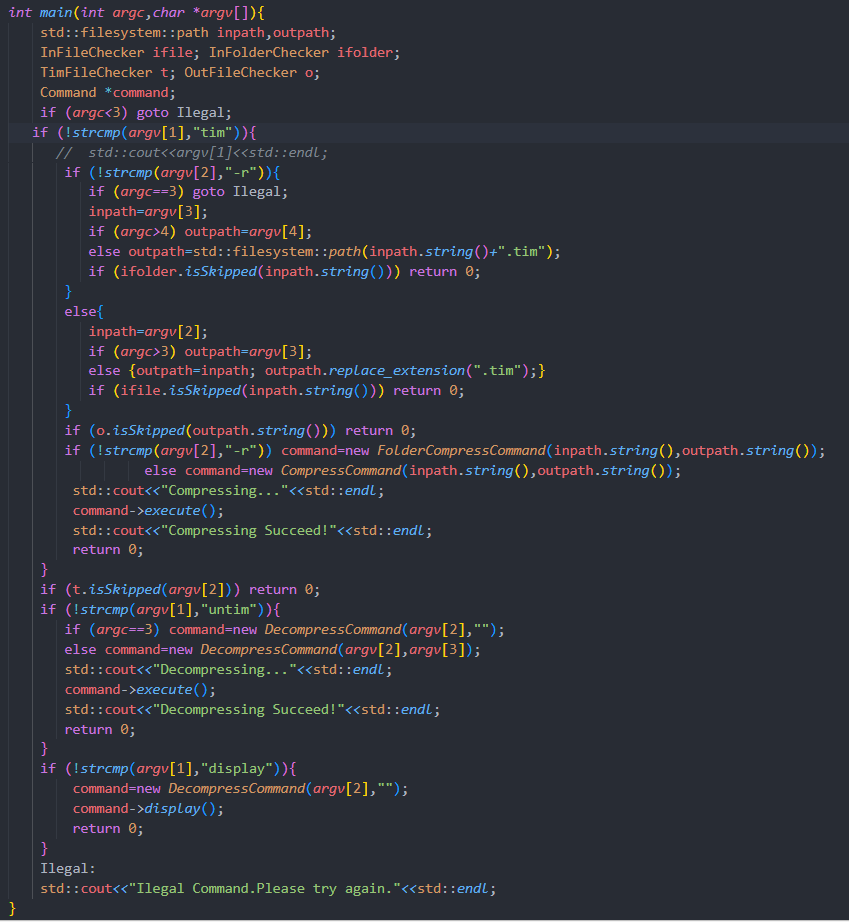 int main(int argc,char *argv[]){
std::filesystem::path inpath,outpath;
InFileChecker ifile; InFolderChecker ifolder;
TimFileChecker t; OutFileChecker o;
Command *command;
if (argc<3) goto Ilegal;
if (!strcmp(argv[1],"tim")){
//  std::cout<<argv[1]<<std::endl;
if (!strcmp(argv[2],"-r")){
if (argc==3) goto Ilegal;
inpath=argv[3];
if (argc>4) outpath=argv[4];
else outpath=std::filesystem::path(inpath.string()+".tim");
if (ifolder.isSkipped(inpath.string())) return 0;
}
else{
inpath=argv[2];
if (argc>3) outpath=argv[3];
else {outpath=inpath; outpath.replace_extension(".tim");}
if (ifile.isSkipped(inpath.string())) return 0;
}
if (o.isSkipped(outpath.string())) return 0;
if (!strcmp(argv[2],"-r")) command=new FolderCompressCommand(inpath.string(),outpath.string());
else command=new CompressCommand(inpath.string(),outpath.string());
std::cout<<"Compressing..."<<std::endl;
command->execute();
std::cout<<"Compressing Succeed!"<<std::endl;
return 0;
}
if (t.isSkipped(argv[2])) return 0;
if (!strcmp(argv[1],"untim")){
if (argc==3) command=new DecompressCommand(argv[2],"");
else command=new DecompressCommand(argv[2],argv[3]);
std::cout<<"Decompressing..."<<std::endl;
command->execute();
std::cout<<"Decompressing Succeed!"<<std::endl;
return 0;
}
if (!strcmp(argv[1],"display")){
command=new DecompressCommand(argv[2],"");
command->display();
return 0;
}
Ilegal:
std::cout<<"Ilegal Command.Please try again."<<std::endl;
}